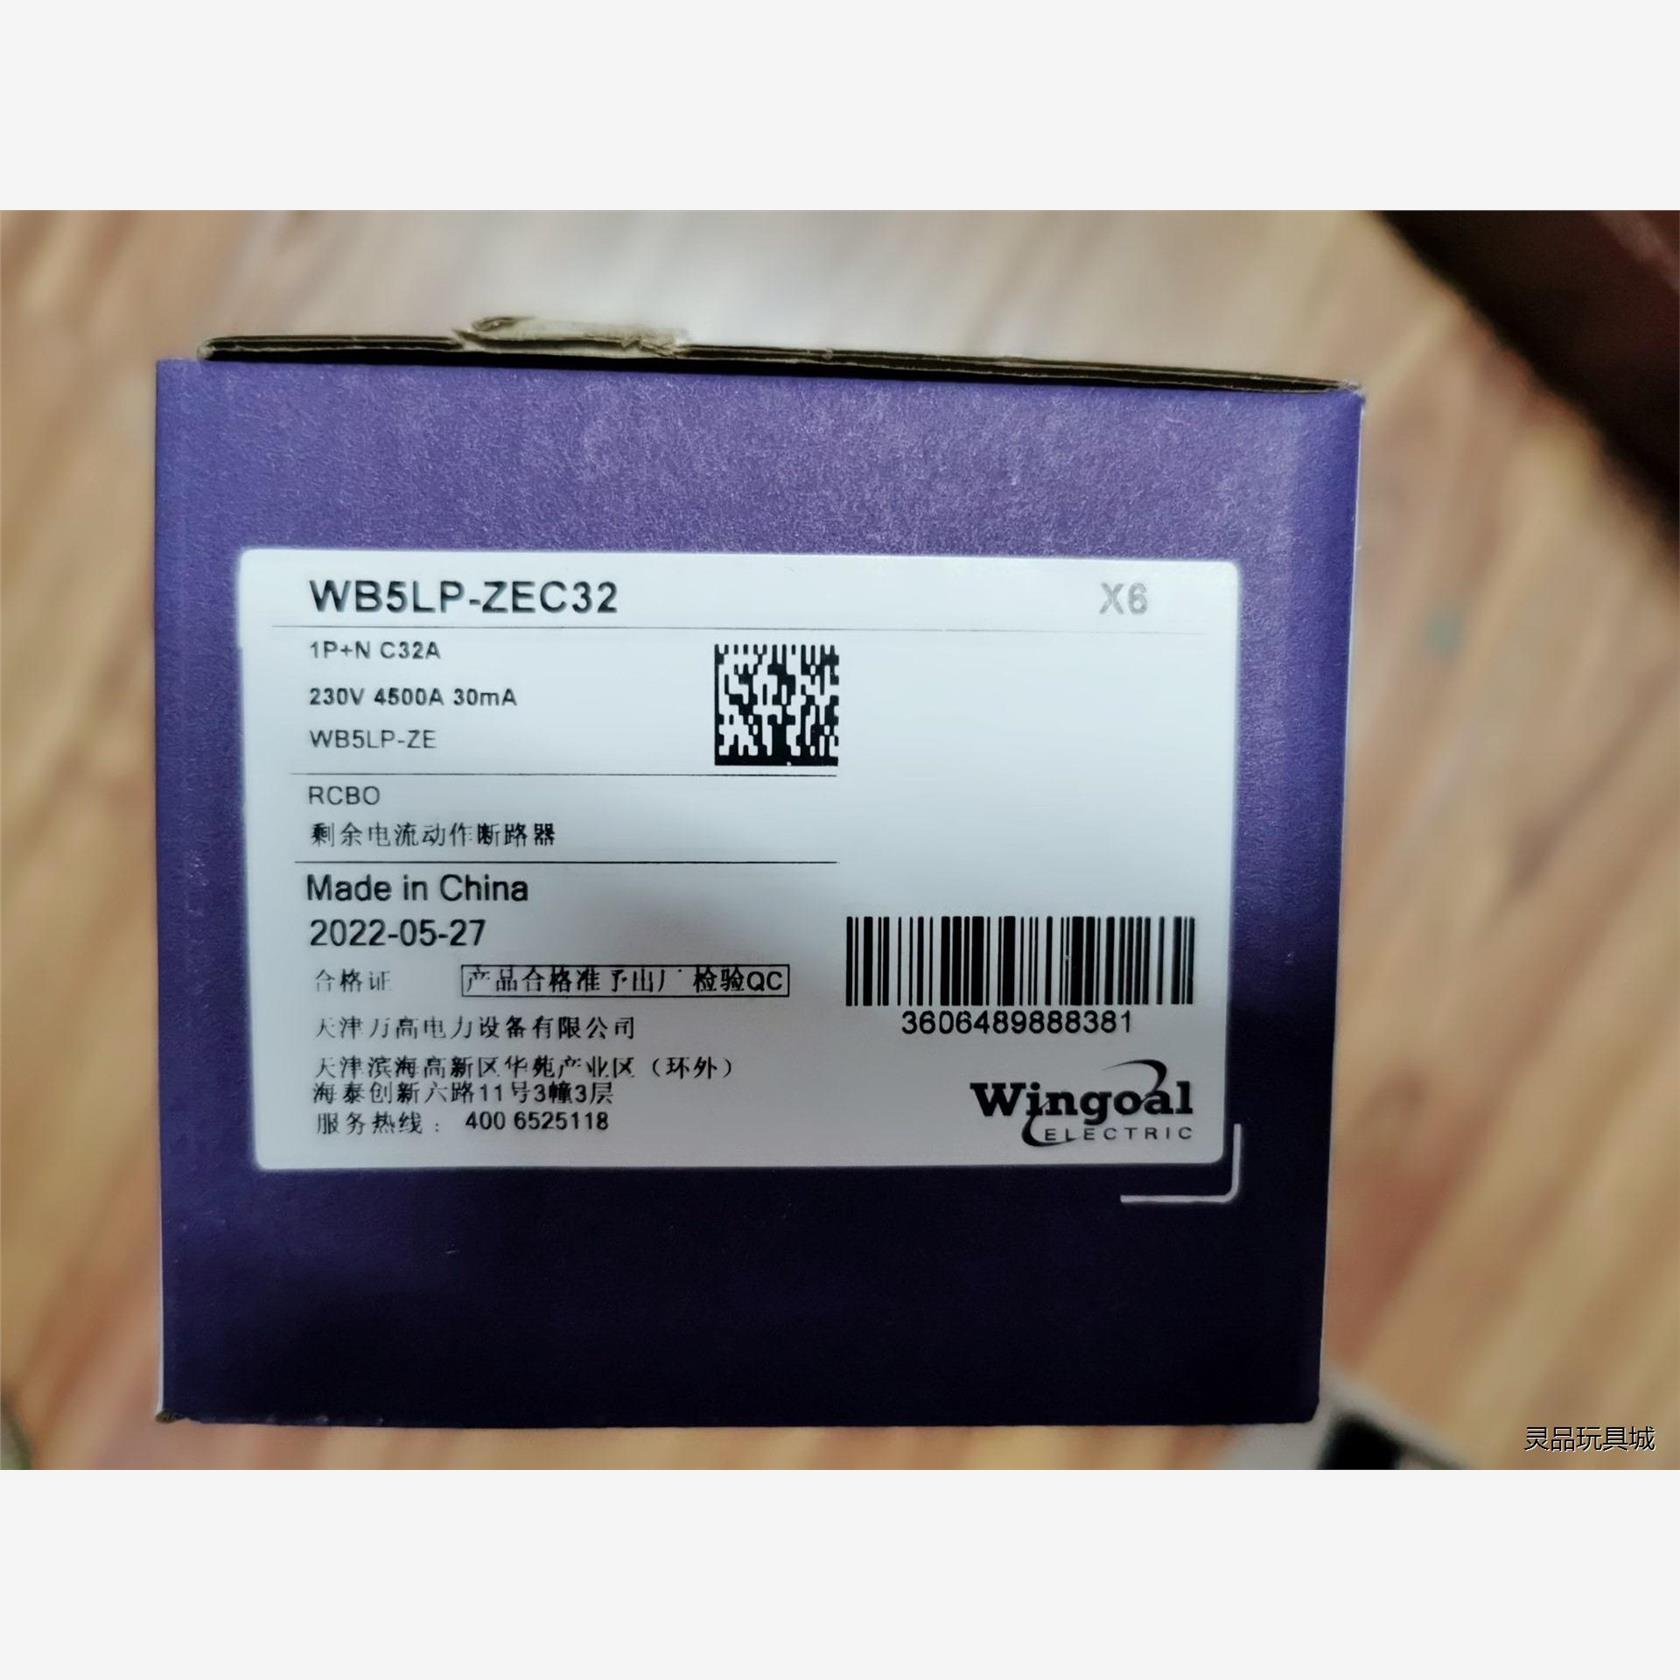 WB5LP-ZEC32 X6
1P+N C32A
230V 4500A 30mA
WB5LP-ZE
RCBO
剩余电流动作断路器
Made in China
2022-05-27
合格证 产品合格准予出厂 检验QC
天津万高电力设备有限公司
天津滨海高新区华苑产业区（环外）
海泰创新六路11号3幢3层
服务热线： 400 6525118
3606489888381
Wingoal
ELECTRIC
灵品玩具城